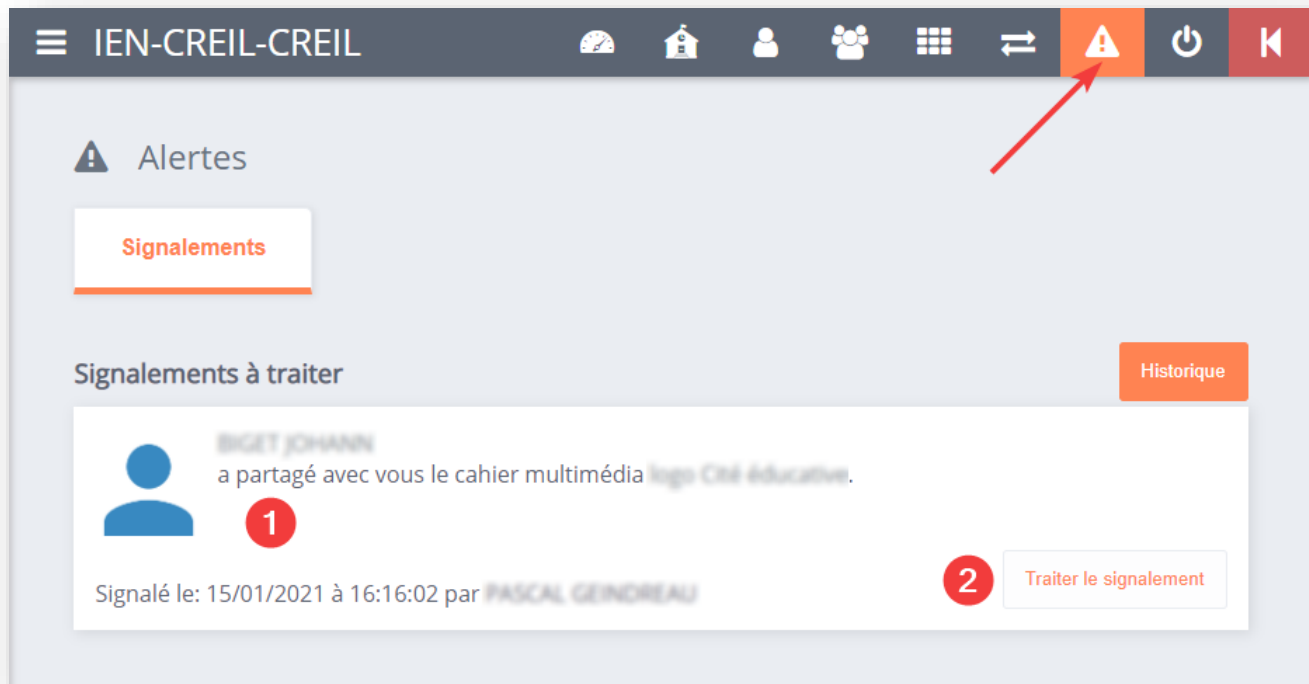 IEN-CREIL-CREIL
Alertes
Signalements
Signalements à traiter
Historique
a partagé avec vous le cahier multimédia
1
Signalé le: 15/01/2021 à 16:16:02 par
2
Traiter le signalement